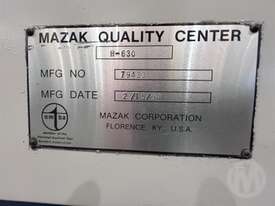 MAZAK QUALITY CENTER
H-630
MFG NO
MFG DATE
MAZAK CORPORATION
FLORENCE, KY., U.S.A.